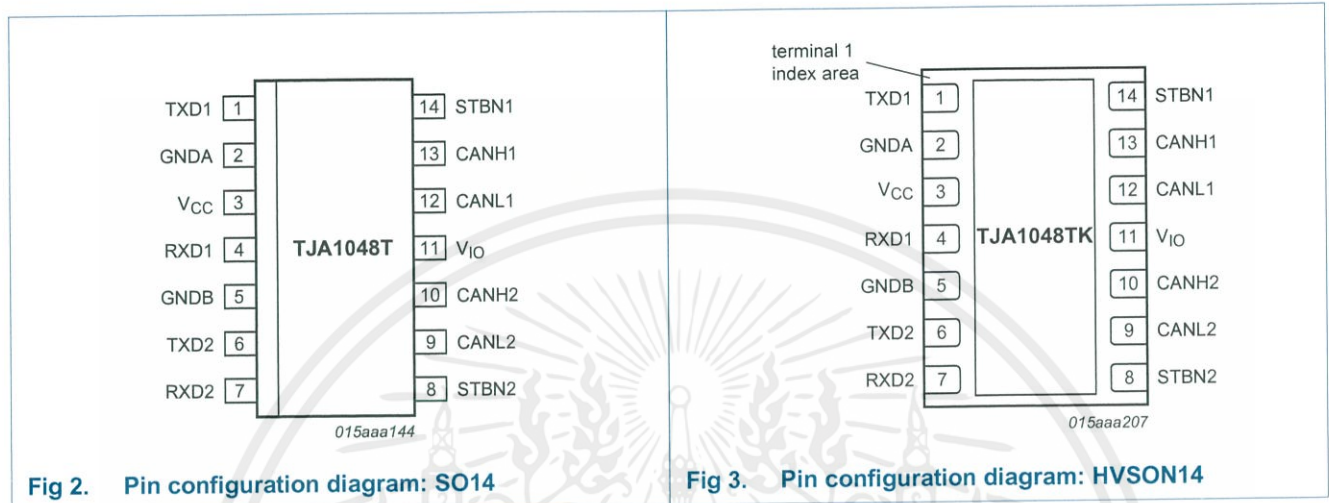 TXD1 1
GNDA 2
VCC 3
RXD1 4
GNDB 5
TXD2 6
RXD2 7
TJA1048T
14 STBN1
13 CANH1
12 CANL1
11 VIO
10 CANH2
9 CANL2
8 STBN2
015aaa144
Fig 2. Pin configuration diagram: SO14
terminal 1
index area
TXD1 1
GNDA 2
VCC 3
RXD1 4
GNDB 5
TXD2 6
RXD2 7
TJA1048TK
14 STBN1
13 CANH1
12 CANL1
11 VIO
10 CANH2
9 CANL2
8 STBN2
015aaa207
Fig 3. Pin configuration diagram: HVSON14